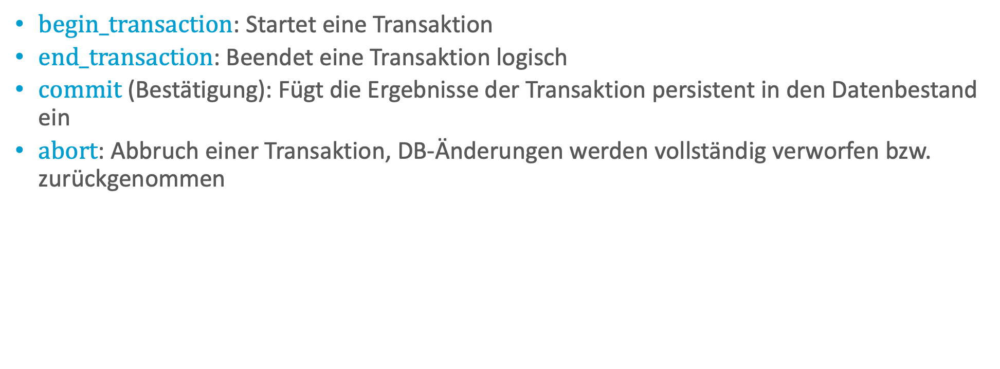 • begin_transaction: Startet eine Transaktion
• end_transaction: Beendet eine Transaktion logisch
• commit (Bestätigung): Fügt die Ergebnisse der Transaktion persistent in den Datenbestand
ein
• abort: Abbruch einer Transaktion, DB-Änderungen werden vollständig verworfen bzw.
zurückgenommen